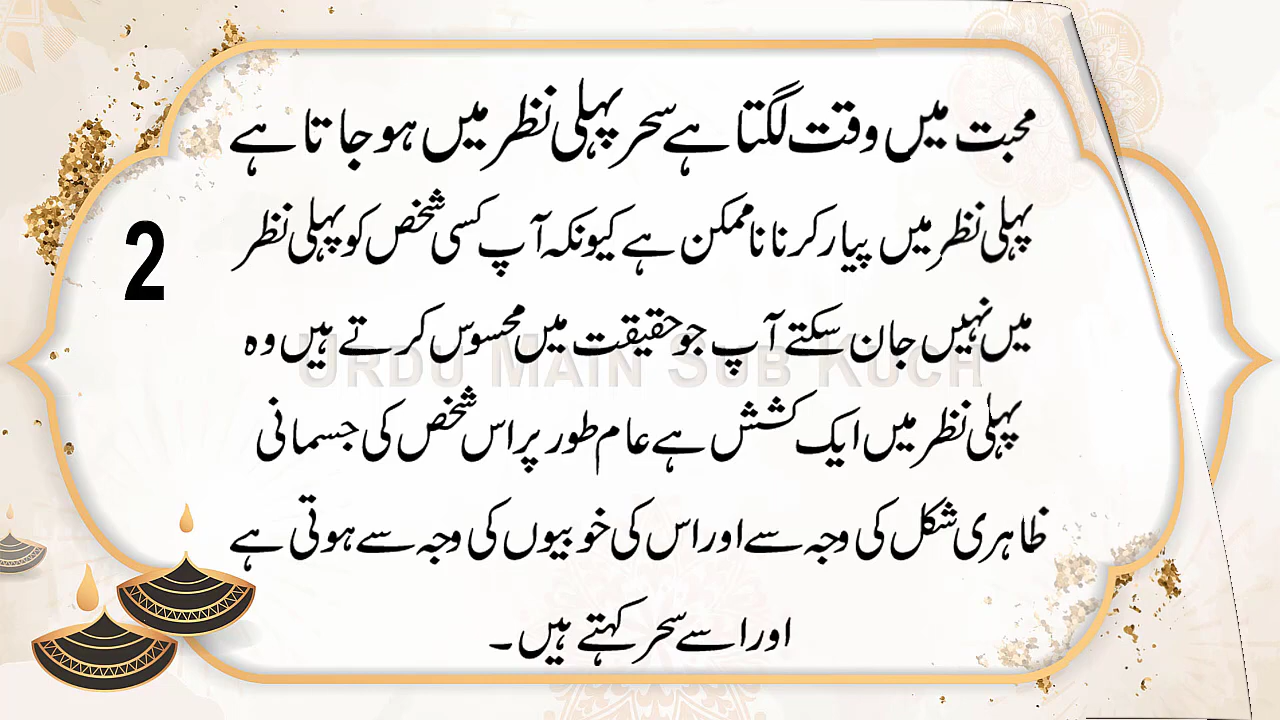 محبت میں وقت لگتا ہے سحر پہلی نظر میں ہو جاتا ہے
2
پہلی نظر میں پیار کرنا ناممکن ہے کیونکہ آپ کسی شخص کو پہلی نظر
میں نہیں جان سکتے آپ جو حقیقت میں محسوس کرتے ہیں وہ
URDU MAIN SUB KUCH
پہلی نظر میں ایک کشش ہے عام طور پر اس شخص کی جسمانی
ظاہری شکل کی وجہ سے اور اس کی خوبیوں کی وجہ سے ہوتی ہے
اور اسے سحر کہتے ہیں۔